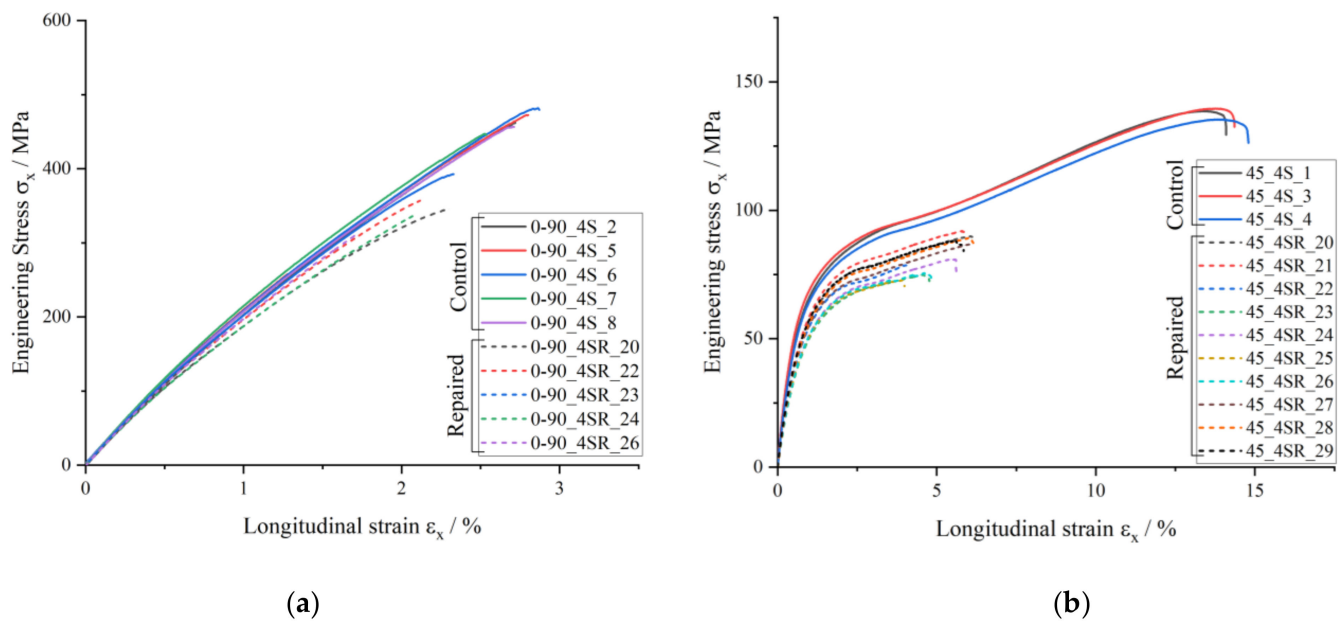 600
400
200
0
0
1
2
3
Engineering Stress σx / MPa
Longitudinal strain εx / %
Control
0-90_4S_2
0-90_4S_5
0-90_4S_6
0-90_4S_7
0-90_4S_8
Repaired
0-90_4SR_20
0-90_4SR_22
0-90_4SR_23
0-90_4SR_24
0-90_4SR_26
(a)
150
100
50
0
0
5
10
15
Engineering stress σx / MPa
Longitudinal strain εx / %
Control
45_4S_1
45_4S_3
45_4S_4
Repaired
45_4SR_20
45_4SR_21
45_4SR_22
45_4SR_23
45_4SR_24
45_4SR_25
45_4SR_26
45_4SR_27
45_4SR_28
45_4SR_29
(b)